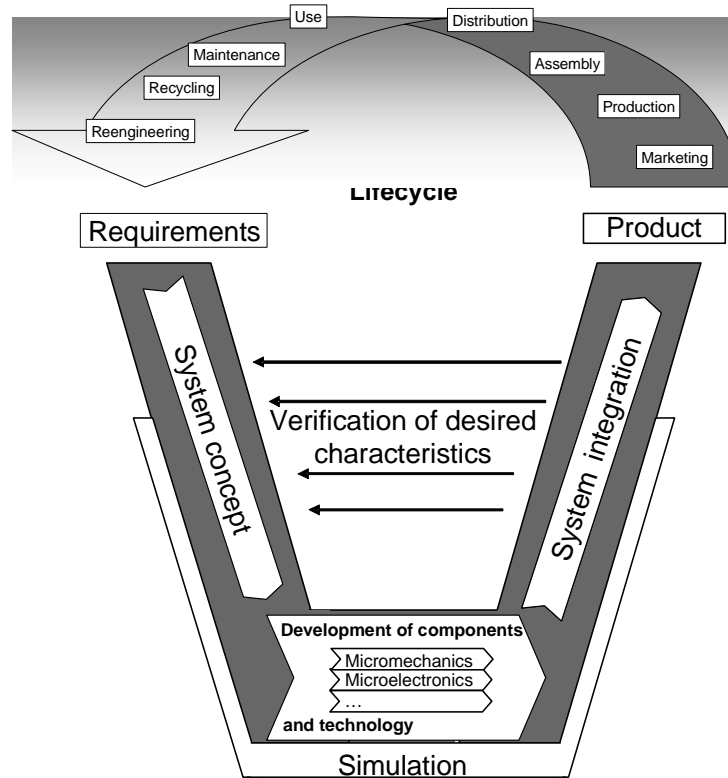 Use
Distribution
Maintenance
Assembly
Recycling
Production
Reengineering
Marketing
Lifecycle
Requirements
Product
System concept
System integration
Verification of desired
characteristics
Development of components
Micromechanics
Microelectronics
…
and technology
Simulation